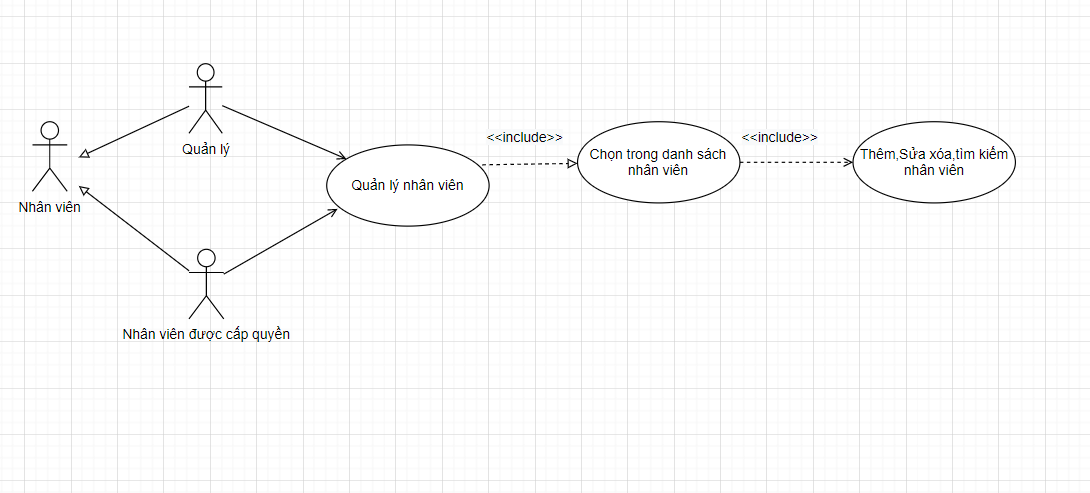 Quản lý
Nhân viên
Nhân viên được cấp quyền
Quản lý nhân viên
<<include>>
Chọn trong danh sách
nhân viên
<<include>>
Thêm,Sửa xóa,tìm kiếm
nhân viên